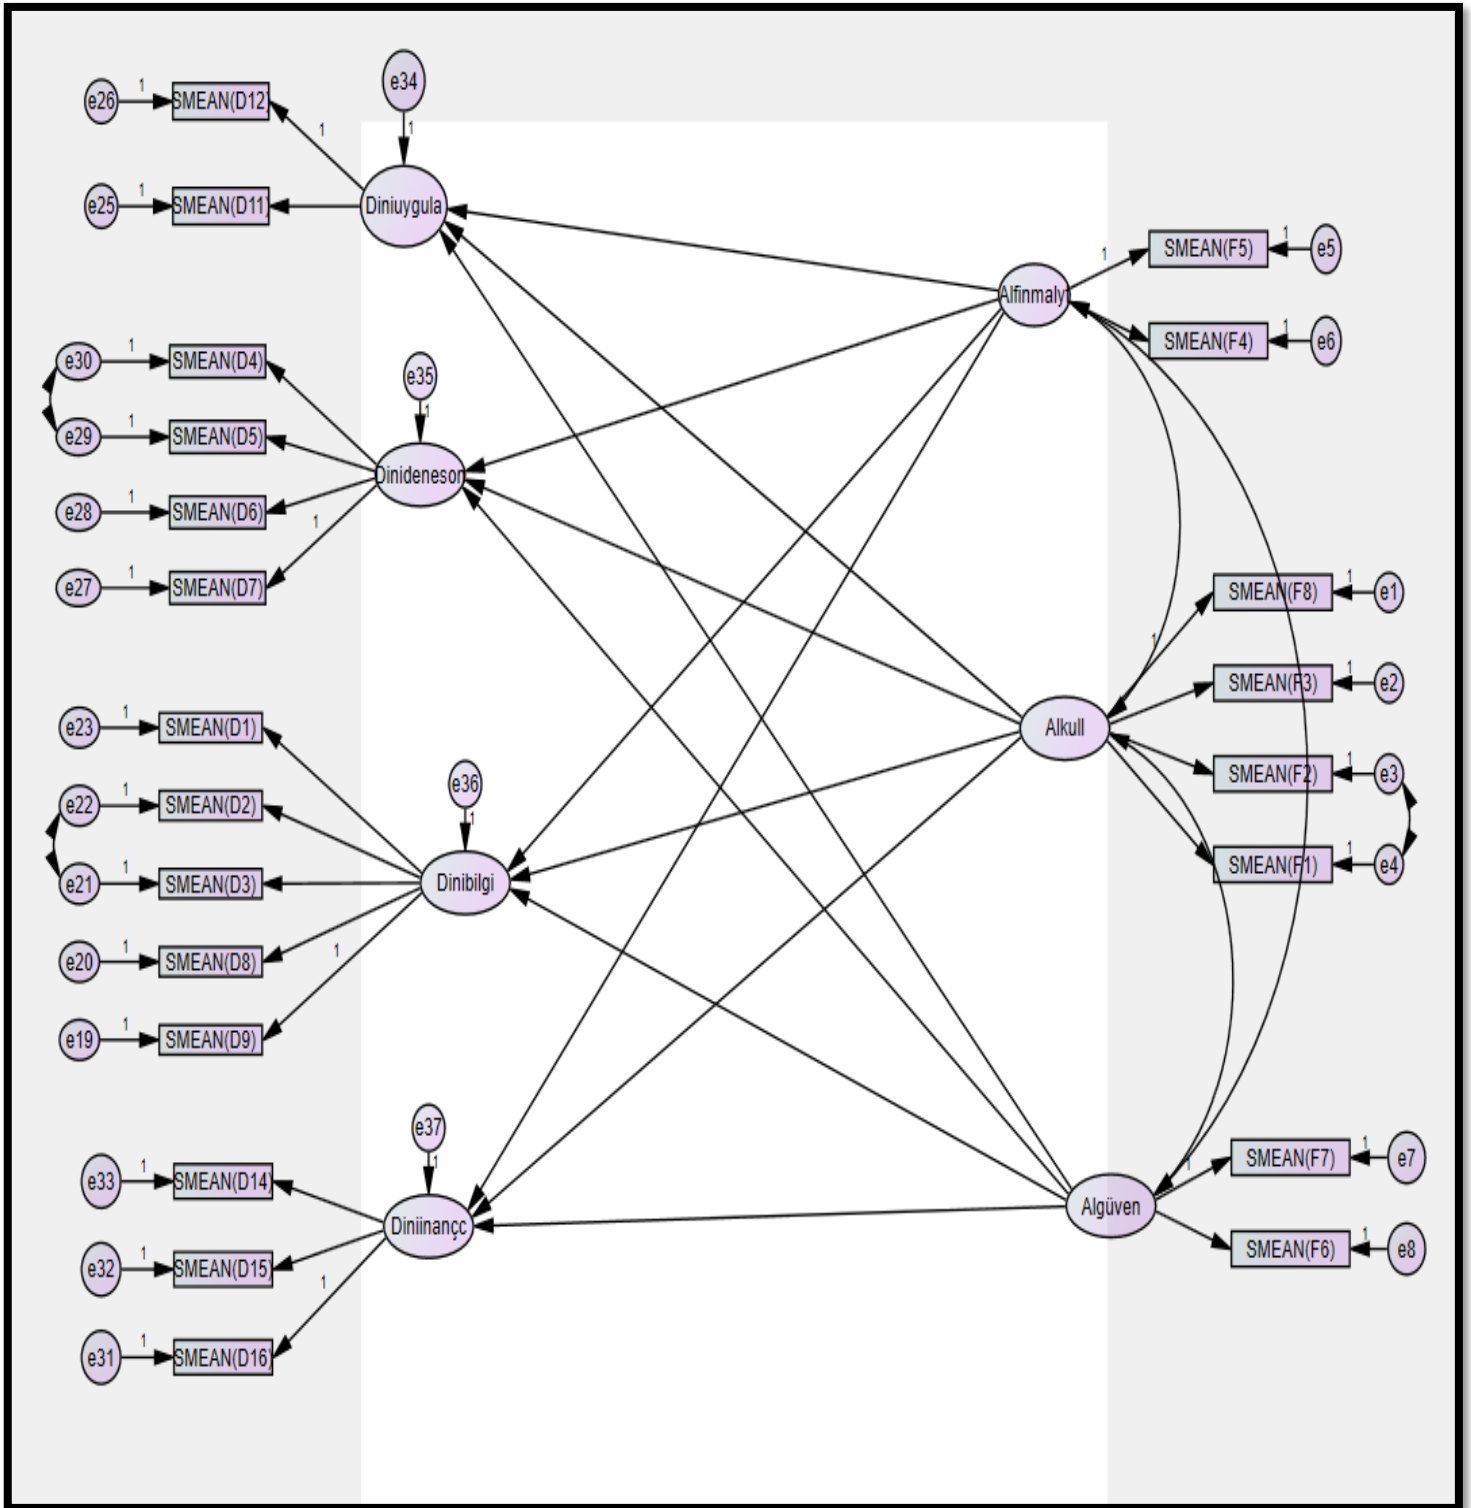 e26
1
SMEAN(D12)
1
e34
1
e25
1
SMEAN(D11)
Diniuygula
e30
1
SMEAN(D4)
e29
1
SMEAN(D5)
e28
1
SMEAN(D6)
e27
1
SMEAN(D7)
1
e35
1
Dinideneson
e23
1
SMEAN(D1)
e22
1
SMEAN(D2)
e21
1
SMEAN(D3)
e20
1
SMEAN(D8)
e19
1
SMEAN(D9)
1
e36
1
Dinibilgi
e33
1
SMEAN(D14)
e32
1
SMEAN(D15)
e31
1
SMEAN(D16)
1
e37
1
Diniinançc
Alfinmaly
1
SMEAN(F5)
1
e5
SMEAN(F4)
1
e6
Alkull
1
SMEAN(F8)
1
e1
SMEAN(F3)
1
e2
SMEAN(F2)
1
e3
SMEAN(F1)
1
e4
Algüven
1
SMEAN(F7)
1
e7
SMEAN(F6)
1
e8